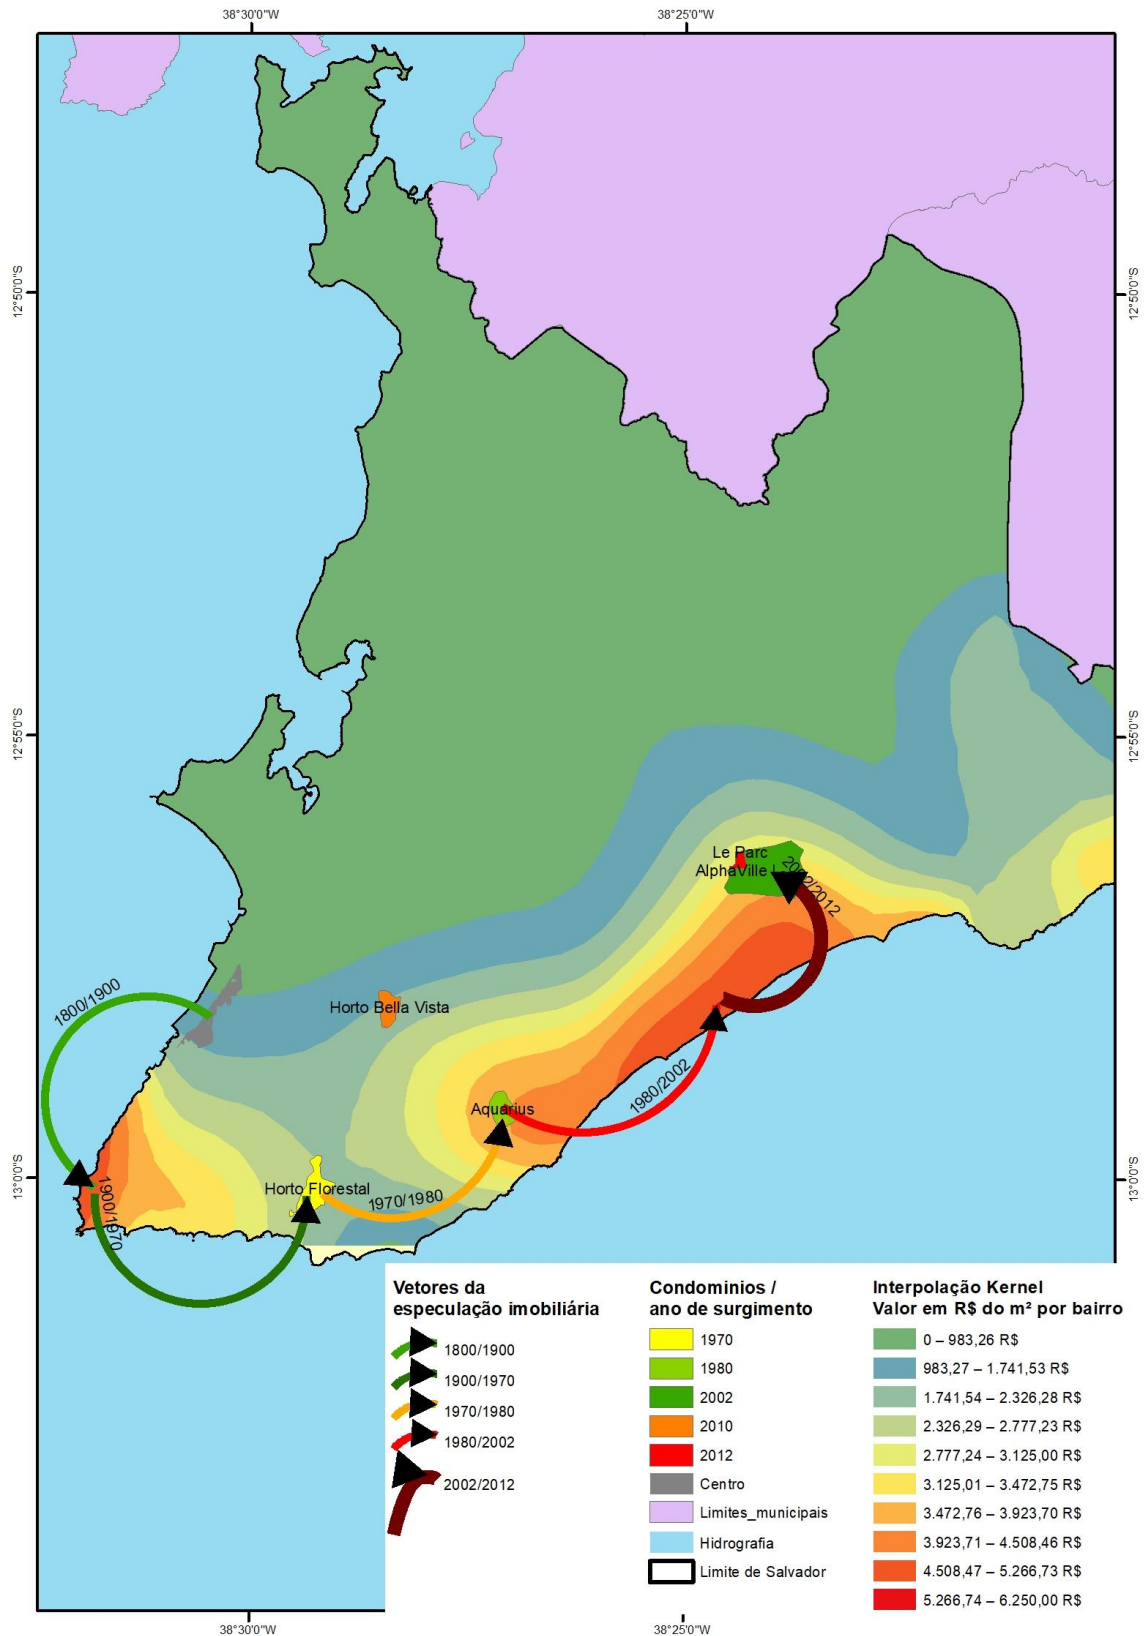 38°30'0"W
38°25'0"W
12°50'0"S
12°50'0"S
12°55'0"S
12°55'0"S
Le Parc
AlphaVille I
2002/2012
1800/1900
Horto Bella Vista
1980/2002
Aquarius
13°0'0"S
13°0'0"S
1900/1970
Horto Florestal
1970/1980
Vetores da
especulação imobiliária
1800/1900
1900/1970
1970/1980
1980/2002
2002/2012
Condominios /
ano de surgimento
1970
1980
2002
2010
2012
Centro
Limites_municipais
Hidrografia
Limite de Salvador
Interpolação Kernel
Valor em R$ do m² por bairro
0 – 983,26 R$
983,27 – 1.741,53 R$
1.741,54 – 2.326,28 R$
2.326,29 – 2.777,23 R$
2.777,24 – 3.125,00 R$
3.125,01 – 3.472,75 R$
3.472,76 – 3.923,70 R$
3.923,71 – 4.508,46 R$
4.508,47 – 5.266,73 R$
5.266,74 – 6.250,00 R$
38°30'0"W
38°25'0"W